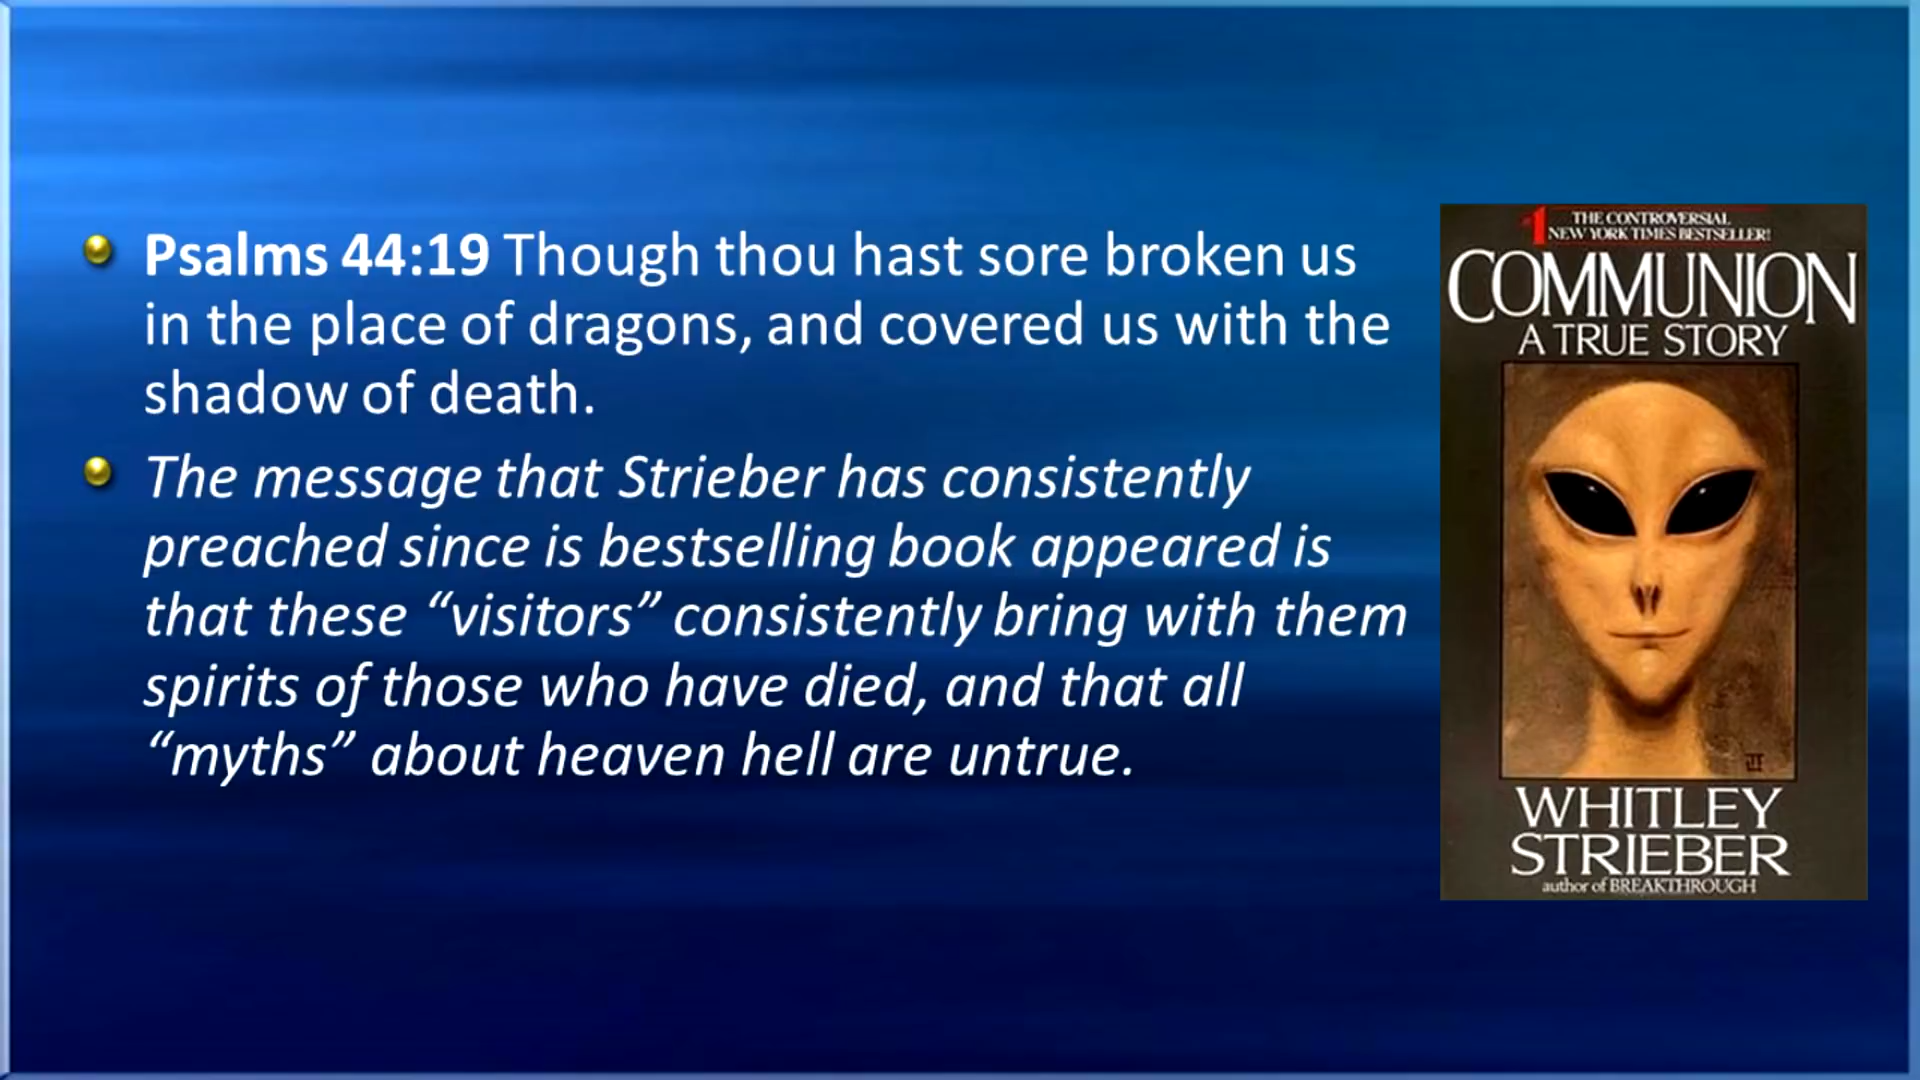 Psalms 44:19 Though thou hast sore broken us
in the place of dragons, and covered us with the
shadow of death.
The message that Strieber has consistently
preached since is bestselling book appeared is
that these “visitors” consistently bring with them
spirits of those who have died, and that all
“myths” about heaven hell are untrue.
#1 THE CONTROVERSIAL
NEW YORK TIMES BESTSELLER!
COMMUNION
A TRUE STORY
WHITLEY
STRIEBER
author of BREAKTHROUGH